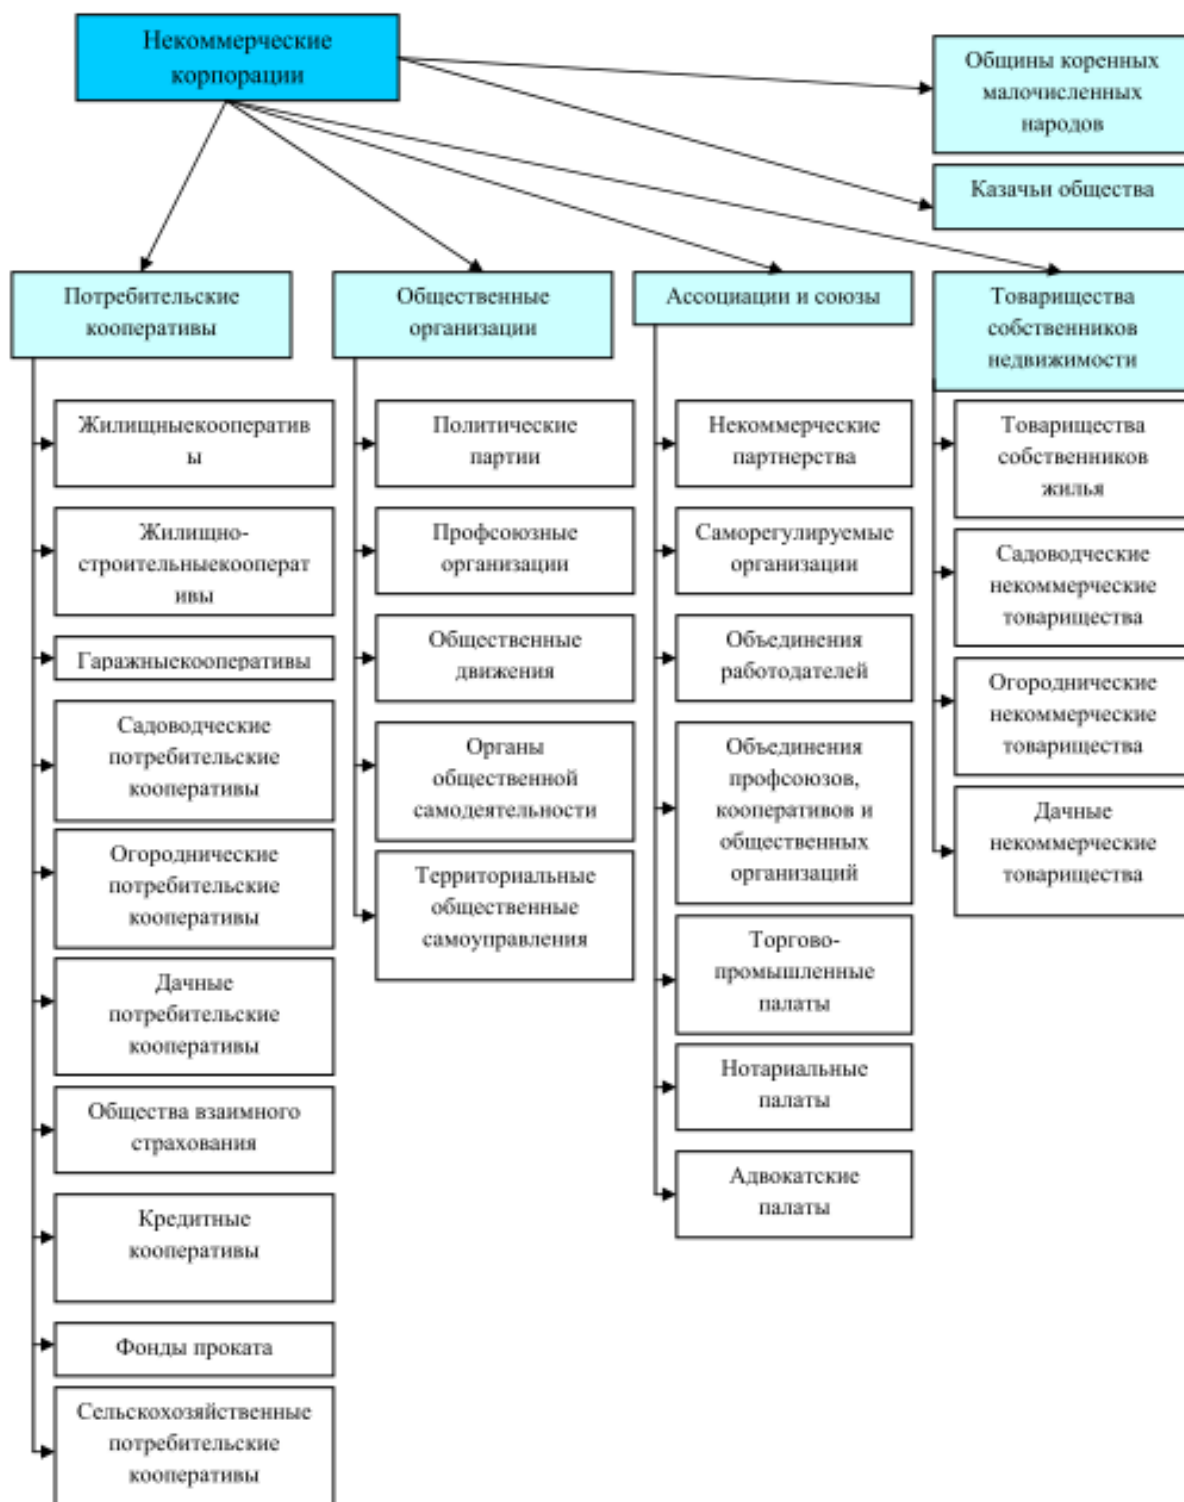 Некоммерческие
корпорации
Общины коренных
малочисленных
народов
Казачьи общества
Потребительские
кооперативы
Жилищныекооператив
ы
Жилищно-
строительныекооперат
ивы
Гаражныекооперативы
Садоводческие
потребительские
кооперативы
Огороднические
потребительские
кооперативы
Дачные
потребительские
кооперативы
Общества взаимного
страхования
Кредитные
кооперативы
Фонды проката
Сельскохозяйственные
потребительские
кооперативы
Общественные
организации
Политические
партии
Профсоюзные
организации
Общественные
движения
Органы
общественной
самодеятельности
Территориальные
общественные
самоуправления
Ассоциации и союзы
Некоммерческие
партнерства
Саморегулируемые
организации
Объединения
работодателей
Объединения
профсоюзов,
кооперативов и
общественных
организаций
Торгово-
промышленные
палаты
Нотариальные
палаты
Адвокатские
палаты
Товарищества
собственников
недвижимости
Товарищества
собственников
жилья
Садоводческие
некоммерческие
товарищества
Огороднические
некоммерческие
товарищества
Дачные
некоммерческие
товарищества